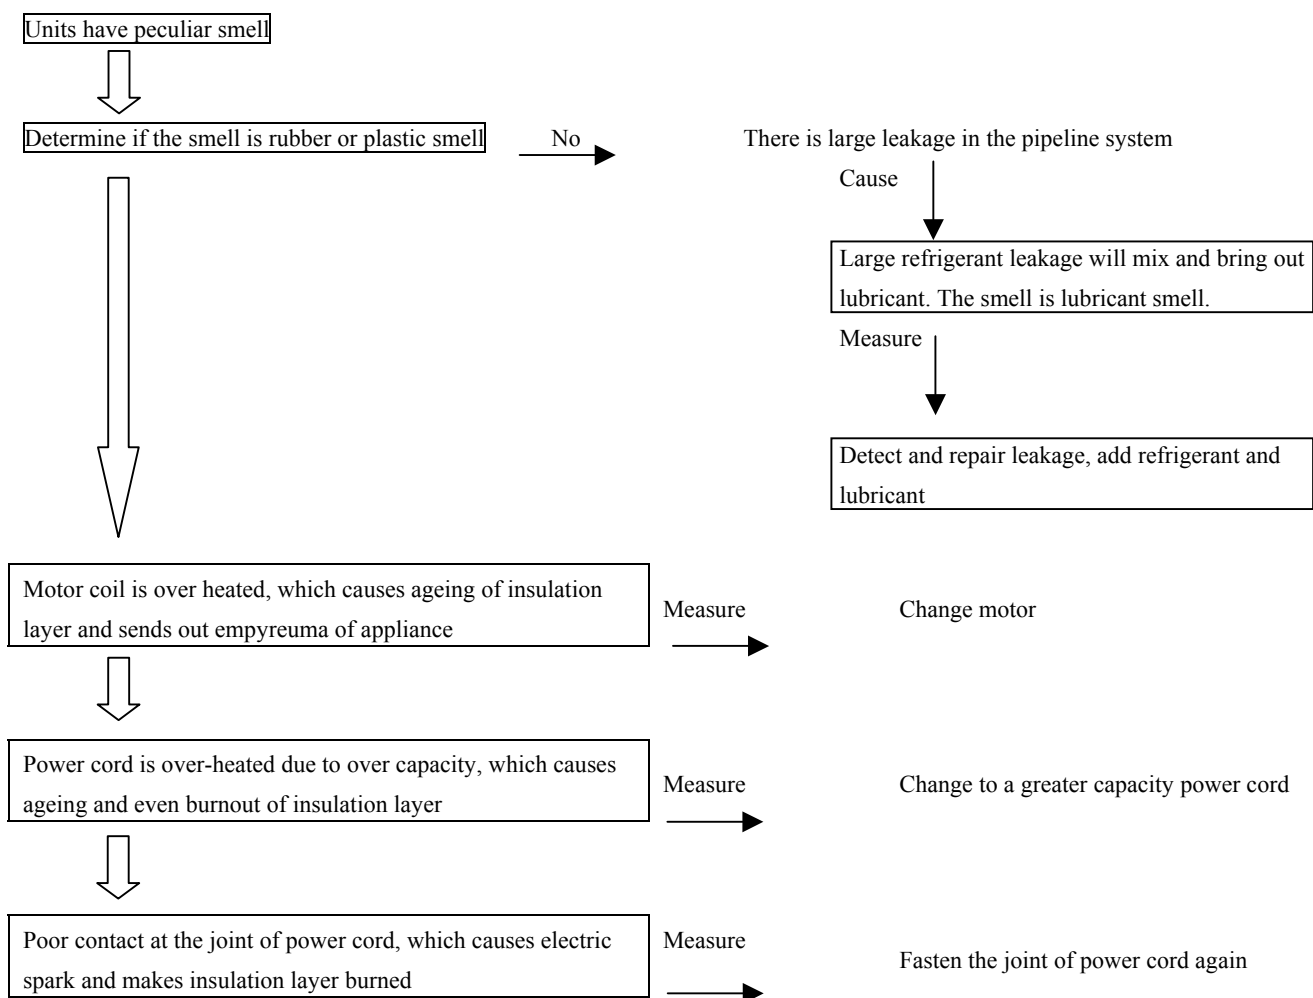 Units have peculiar smell
Determine if the smell is rubber or plastic smell
No
There is large leakage in the pipeline system
Cause
Large refrigerant leakage will mix and bring out
lubricant. The smell is lubricant smell.
Measure
Detect and repair leakage, add refrigerant and
lubricant
Motor coil is over heated, which causes ageing of insulation
layer and sends out empyreuma of appliance
Measure
Change motor
Power cord is over-heated due to over capacity, which causes
ageing and even burnout of insulation layer
Measure
Change to a greater capacity power cord
Poor contact at the joint of power cord, which causes electric
spark and makes insulation layer burned
Measure
Fasten the joint of power cord again